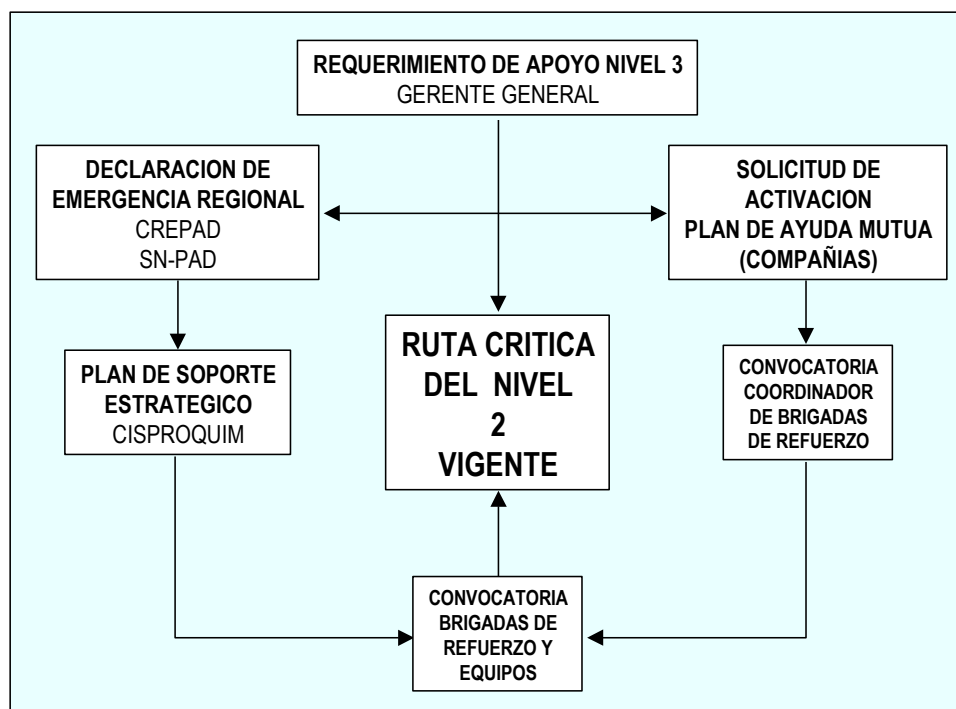 REQUERIMIENTO DE APOYO NIVEL 3
GERENTE GENERAL
DECLARACION DE
EMERGENCIA REGIONAL
CREPAD
SN-PAD
SOLICITUD DE
ACTIVACION
PLAN DE AYUDA MUTUA
(COMPAÑIAS)
RUTA CRITICA
DEL NIVEL
2
VIGENTE
PLAN DE SOPORTE
ESTRATEGICO
CISPROQUIM
CONVOCATORIA
COORDINADOR
DE BRIGADAS
DE REFUERZO
CONVOCATORIA
BRIGADAS DE
REFUERZO Y
EQUIPOS